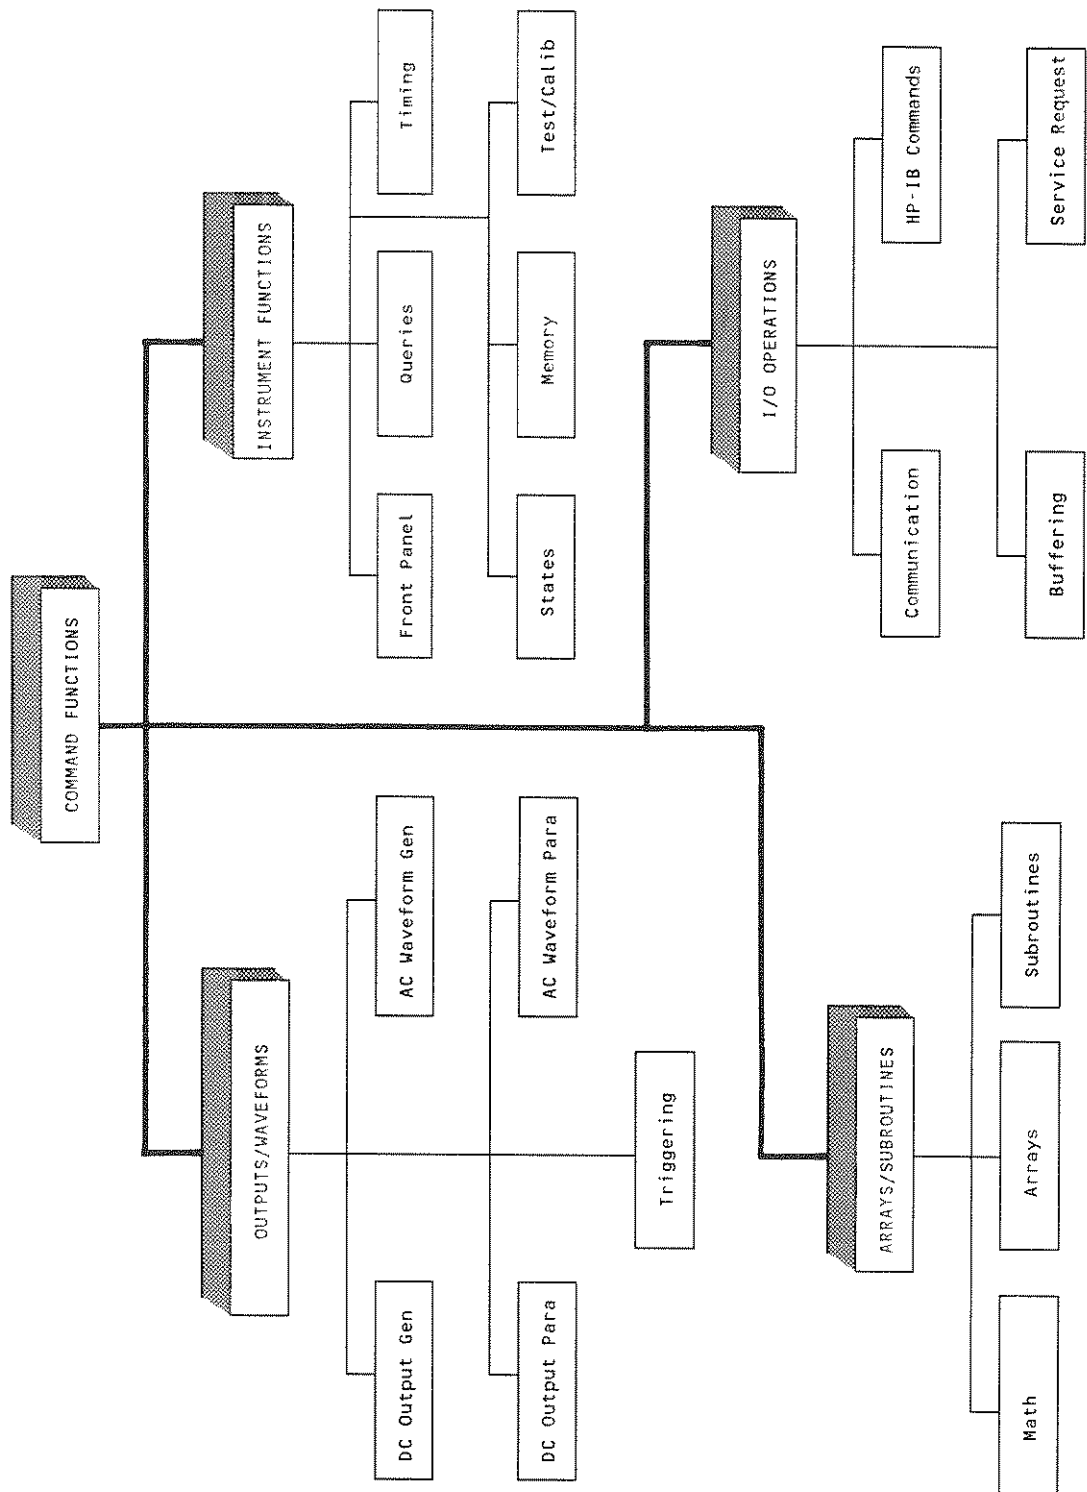 COMMAND FUNCTIONS
OUTPUTS/WAVEFORMS
INSTRUMENT FUNCTIONS
DC Output Gen
AC Waveform Gen
Front Panel
Queries
Timing
DC Output Para
AC Waveform Para
States
Memory
Test/Calib
Triggering
ARRAYS/SUBROUTINES
I/O OPERATIONS
Math
Arrays
Subroutines
Communication
HP-IB Commands
Buffering
Service Request